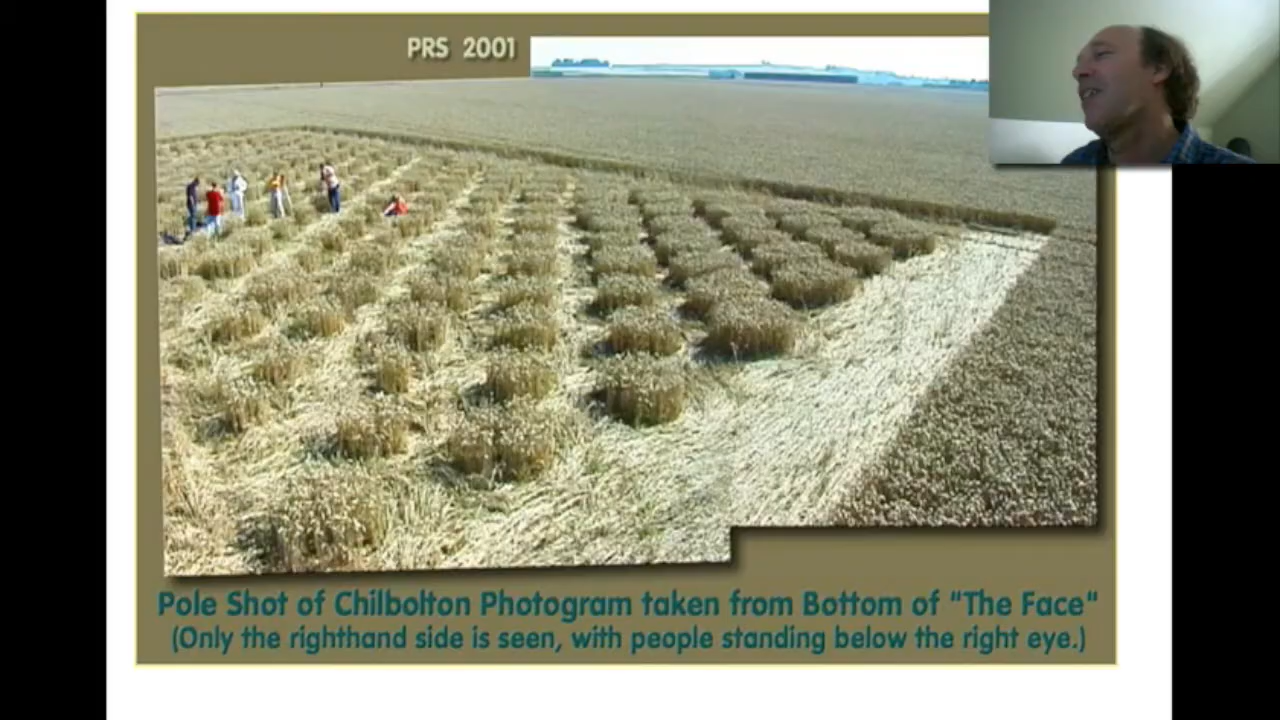 PRS 2001
Pole Shot of Chilbolton Photogram taken from Bottom of "The Face"
(Only the righthand side is seen, with people standing below the right eye.)